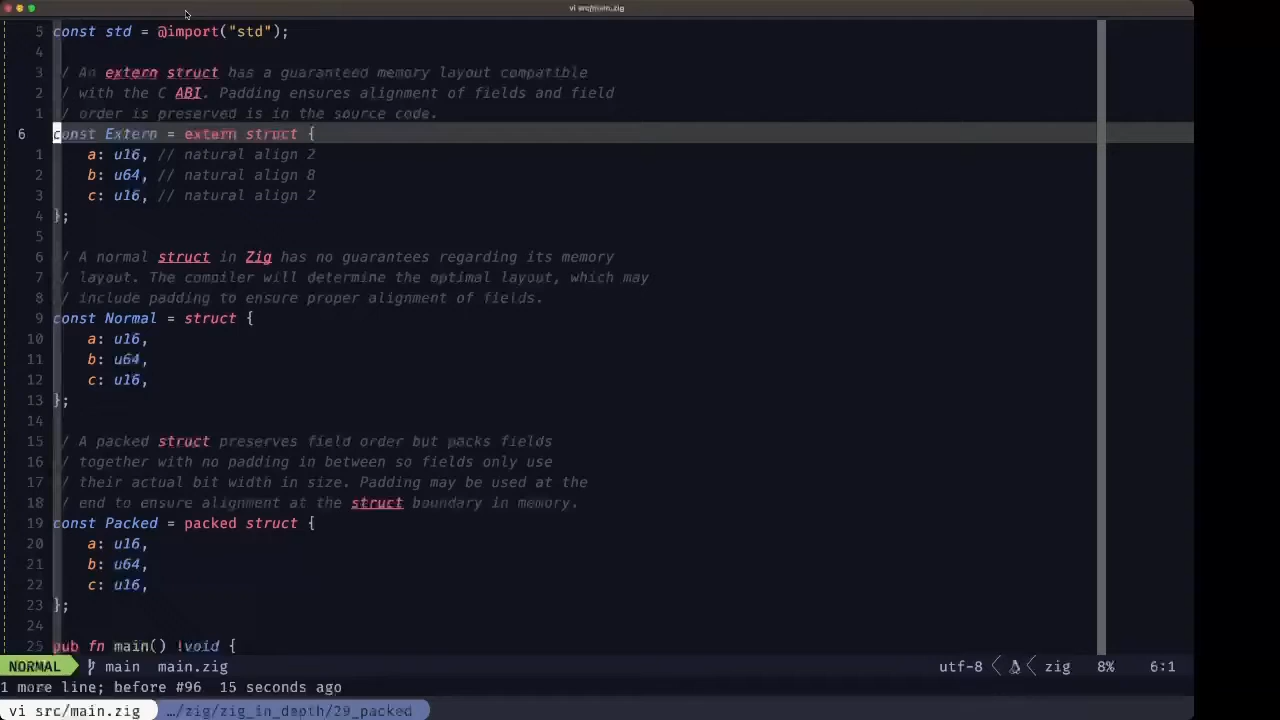 vi src/main.zig
5 const std = @import("std");
4
3 / An extern struct has a guaranteed memory layout compatible
2 / with the C ABI. Padding ensures alignment of fields and field
1 / order is preserved is in the source code.
6 const Extern = extern struct {
1 a: u16, // natural align 2
2 b: u64, // natural align 8
3 c: u16, // natural align 2
4 };
5
6 / A normal struct in Zig has no guarantees regarding its memory
7 / layout. The compiler will determine the optimal layout, which may
8 / include padding to ensure proper alignment of fields.
9 const Normal = struct {
10 a: u16,
11 b: u64,
12 c: u16,
13 };
14
15 / A packed struct preserves field order but packs fields
16 / together with no padding in between so fields only use
17 / their actual bit width in size. Padding may be used at the
18 / end to ensure alignment at the struct boundary in memory.
19 const Packed = packed struct {
20 a: u16,
21 b: u64,
22 c: u16,
23 };
24
25 pub fn main() !void {
NORMAL main main.zig utf-8 zig 8% 6:1
1 more line; before #96 15 seconds ago
vi src/main.zig …/zig/zig_in_depth/29_packed